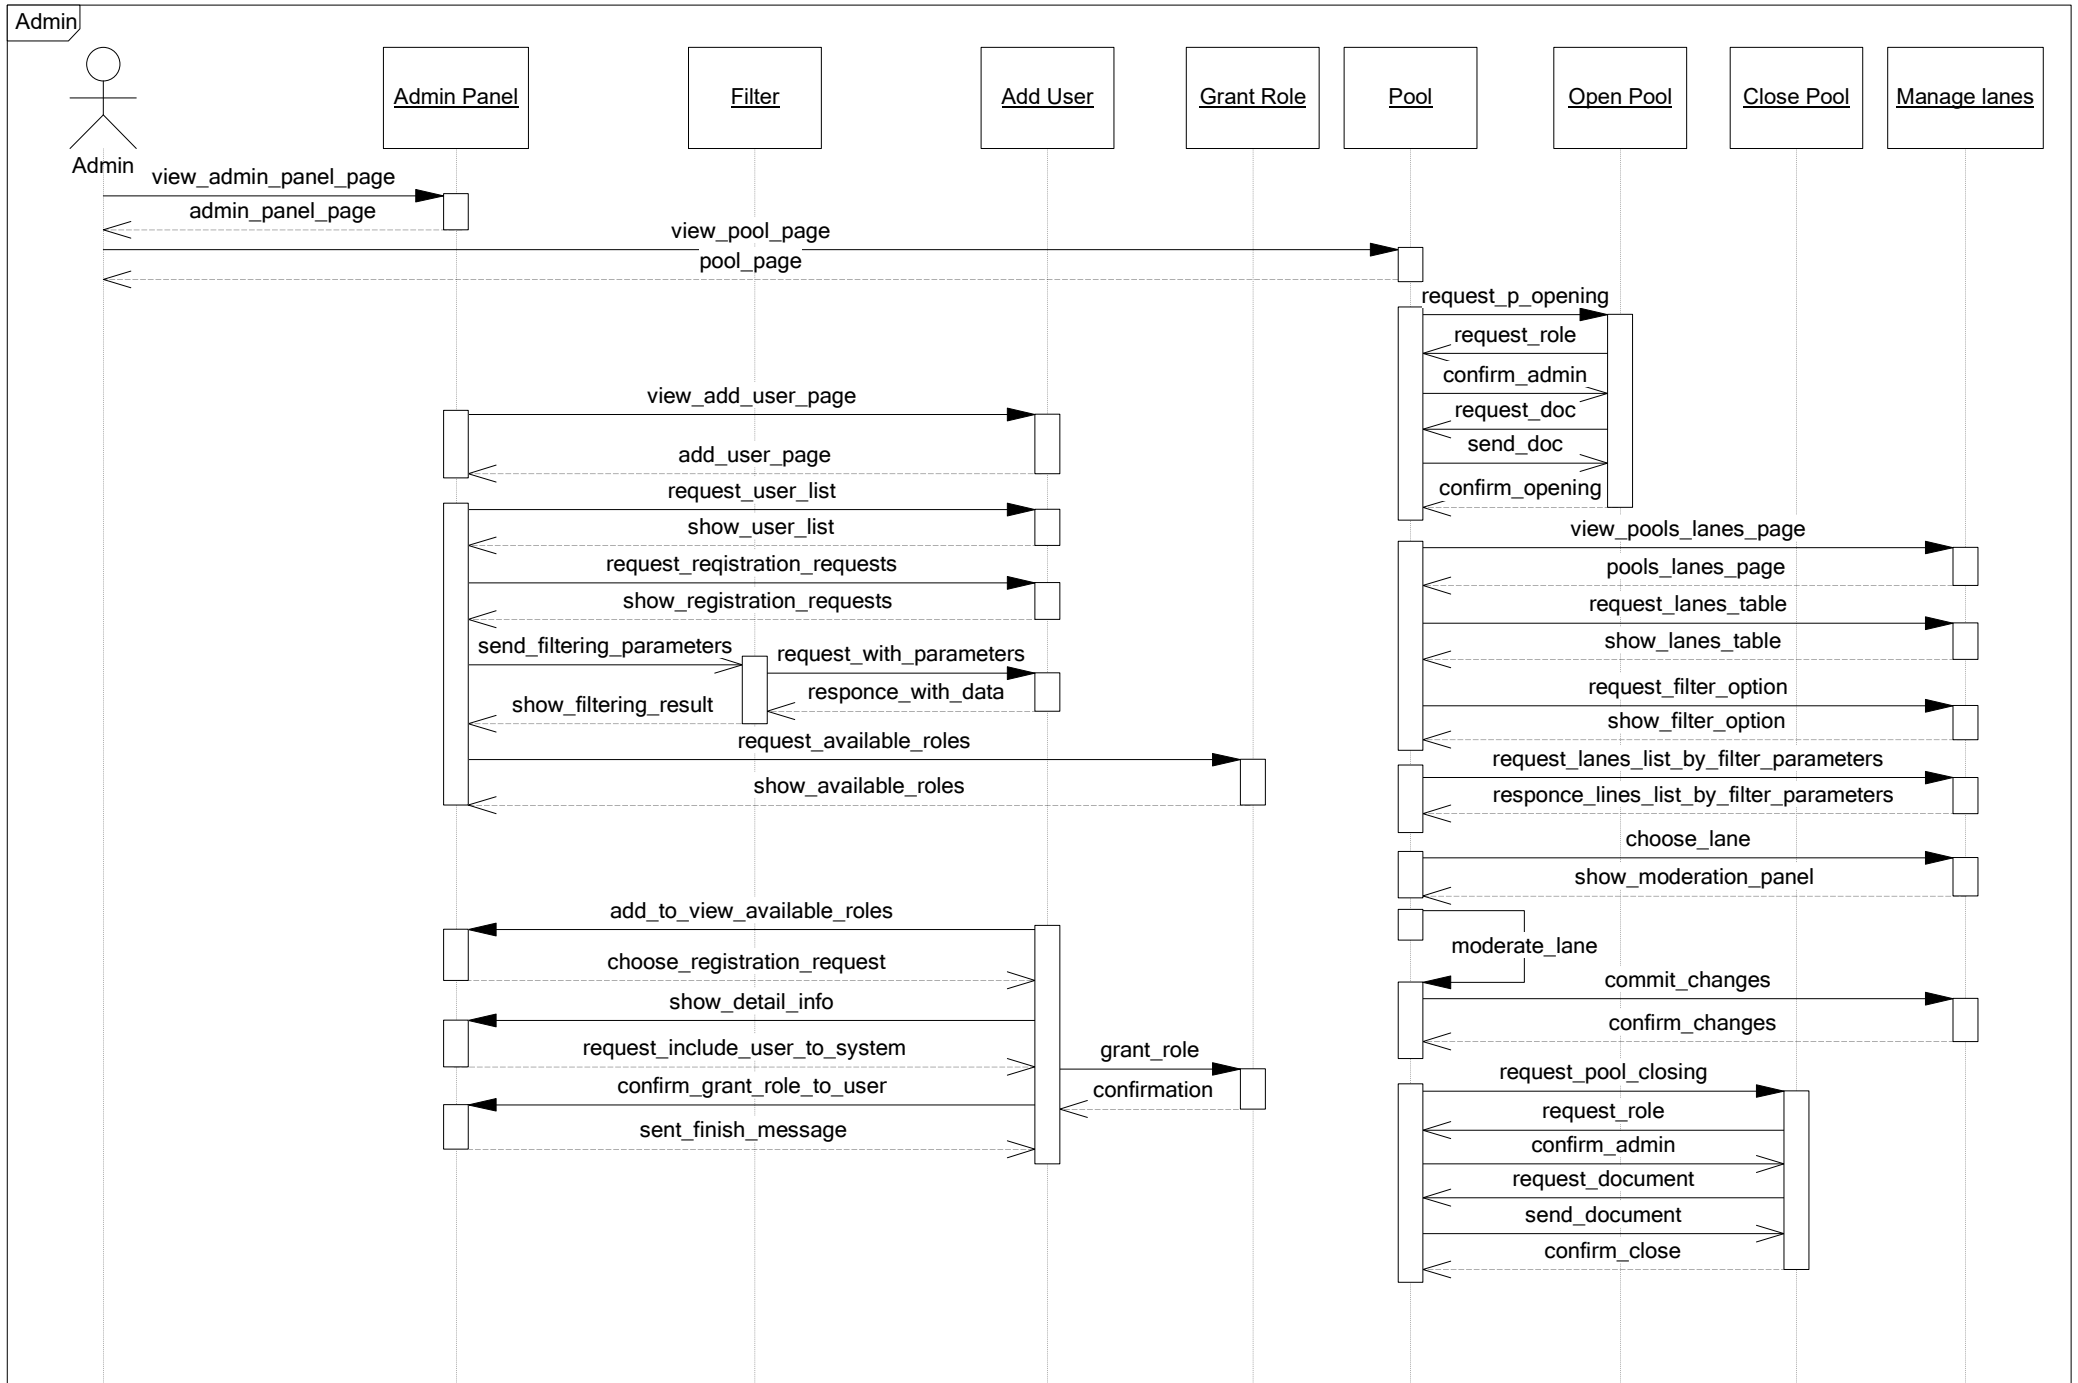 Admin
Admin Panel
Filter
Add User
Grant Role
Pool
Open Pool
Close Pool
Manage lanes
Admin
view_admin_panel_page
admin_panel_page
view_pool_page
pool_page
request_p_opening
request_role
confirm_admin
view_add_user_page
request_doc
send_doc
add_user_page
confirm_opening
request_user_list
show_user_list
view_pools_lanes_page
request_reqistration_requests
pools_lanes_page
show_registration_requests
request_lanes_table
send_filtering_parameters
request_with_parameters
show_lanes_table
responce_with_data
show_filtering_result
request_filter_option
show_filter_option
request_available_roles
request_lanes_list_by_filter_parameters
show_available_roles
responce_lines_list_by_filter_parameters
choose_lane
show_moderation_panel
add_to_view_available_roles
moderate_lane
choose_registration_request
commit_changes
show_detail_info
confirm_changes
request_include_user_to_system
grant_role
request_pool_closing
confirm_grant_role_to_user
confirmation
request_role
sent_finish_message
confirm_admin
request_document
send_document
confirm_close